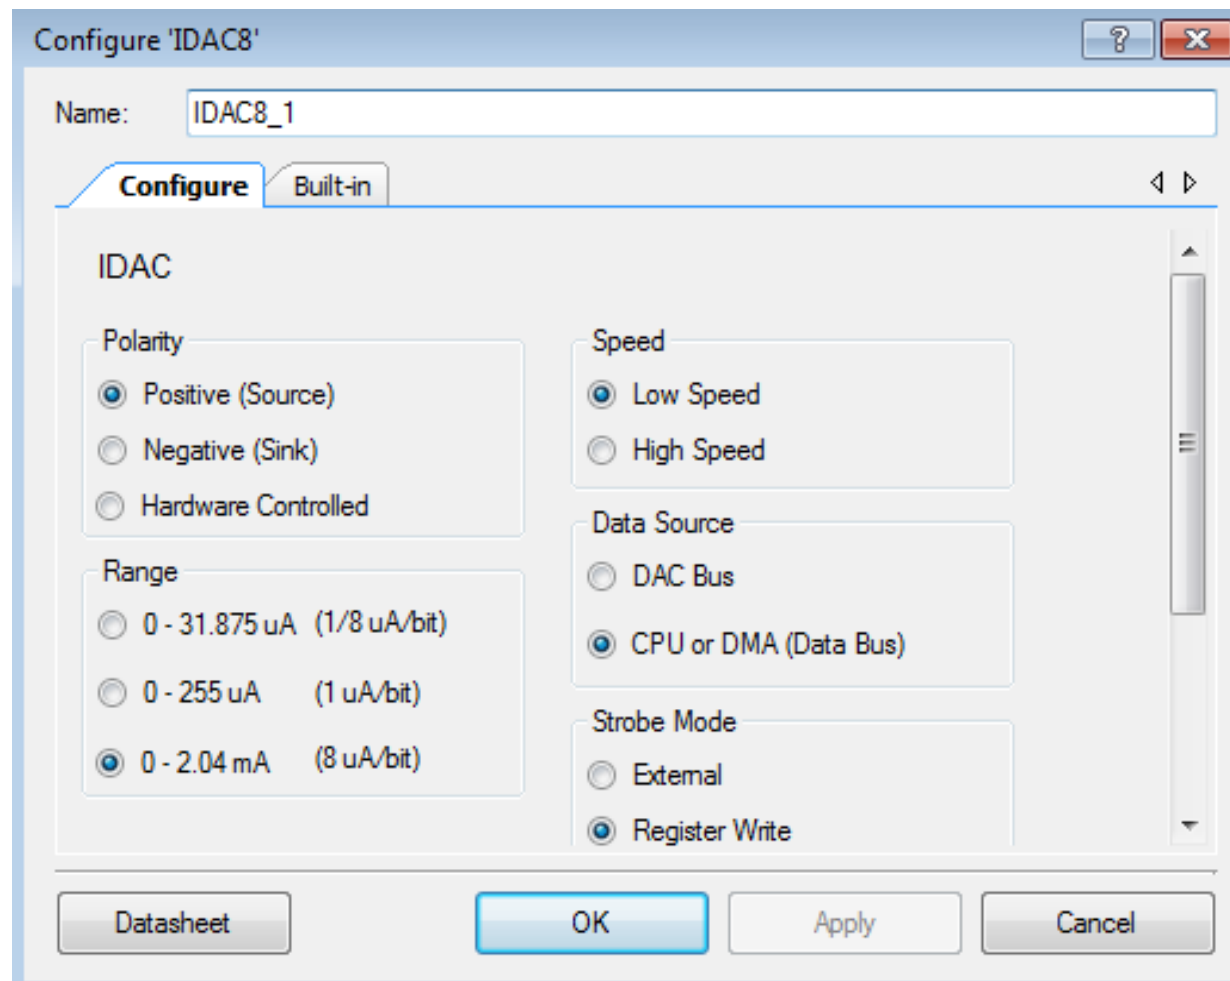 Configure 'IDAC8'
?
Name: IDAC8_1
Configure Built-in
IDAC
Polarity
Positive (Source)
Negative (Sink)
Hardware Controlled
Range
0 - 31.875 uA (1/8 uA/bit)
0 - 255 uA (1 uA/bit)
0 - 2.04 mA (8 uA/bit)
Speed
Low Speed
High Speed
Data Source
DAC Bus
CPU or DMA (Data Bus)
Strobe Mode
External
Register Write
Datasheet OK Apply Cancel